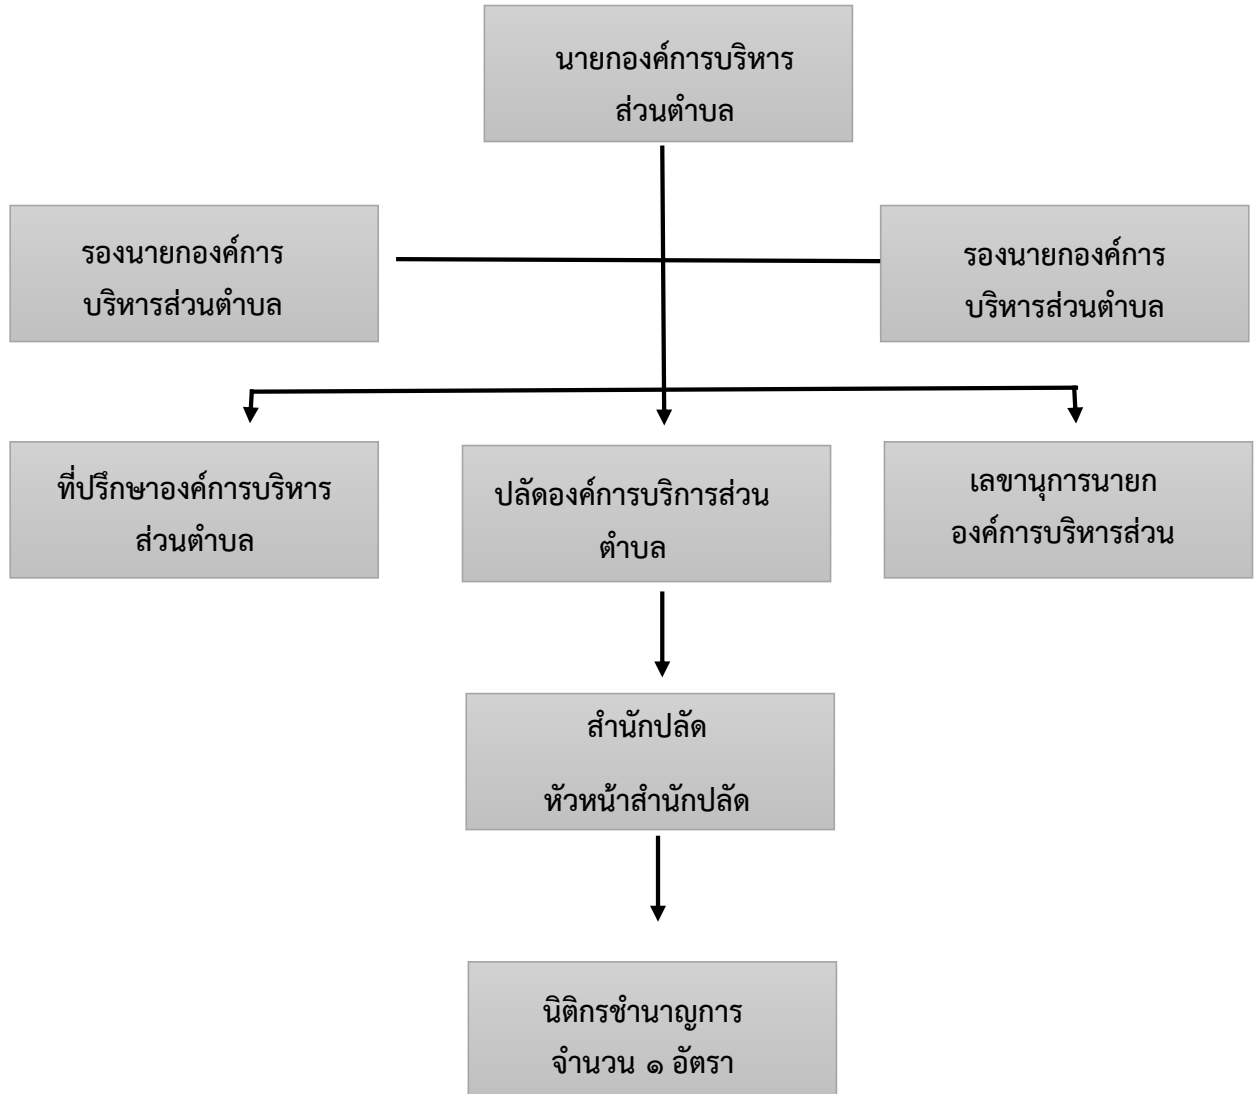 นายกองค์การบริหาร
ส่วนตำบล
รองนายกองค์การ
บริหารส่วนตำบล
รองนายกองค์การ
บริหารส่วนตำบล
ที่ปรึกษาองค์การบริหาร
ส่วนตำบล
ปลัดองค์การบริการส่วน
ตำบล
เลขานุการนายก
องค์การบริหารส่วน
สำนักปลัด
หัวหน้าสำนักปลัด
นิติกรชำนาญการ
จำนวน ๑ อัตรา